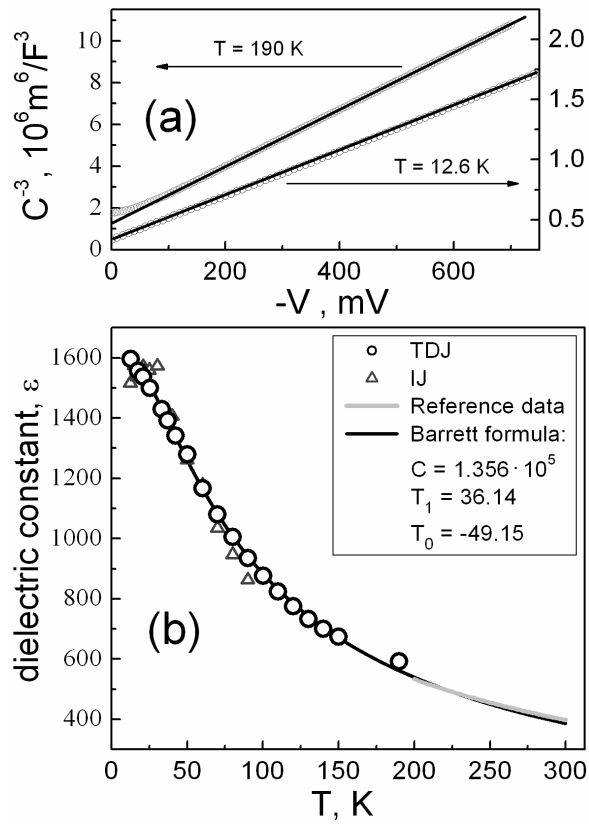 11
10
8
6
4
2
0
C⁻³, 10⁶m⁶/F³
(a)
T = 190 K
T = 12.6 K
2.0
1.5
1.0
0.5
0 200 400 600
-V , mV
1600
1400
1200
1000
800
600
400
dielectric constant, ε
TDJ
IJ
Reference data
Barrett formula:
C = 1.356 · 10⁵
T₁ = 36.14
T₀ = -49.15
(b)
0 50 100 150 200 250 300
T, K